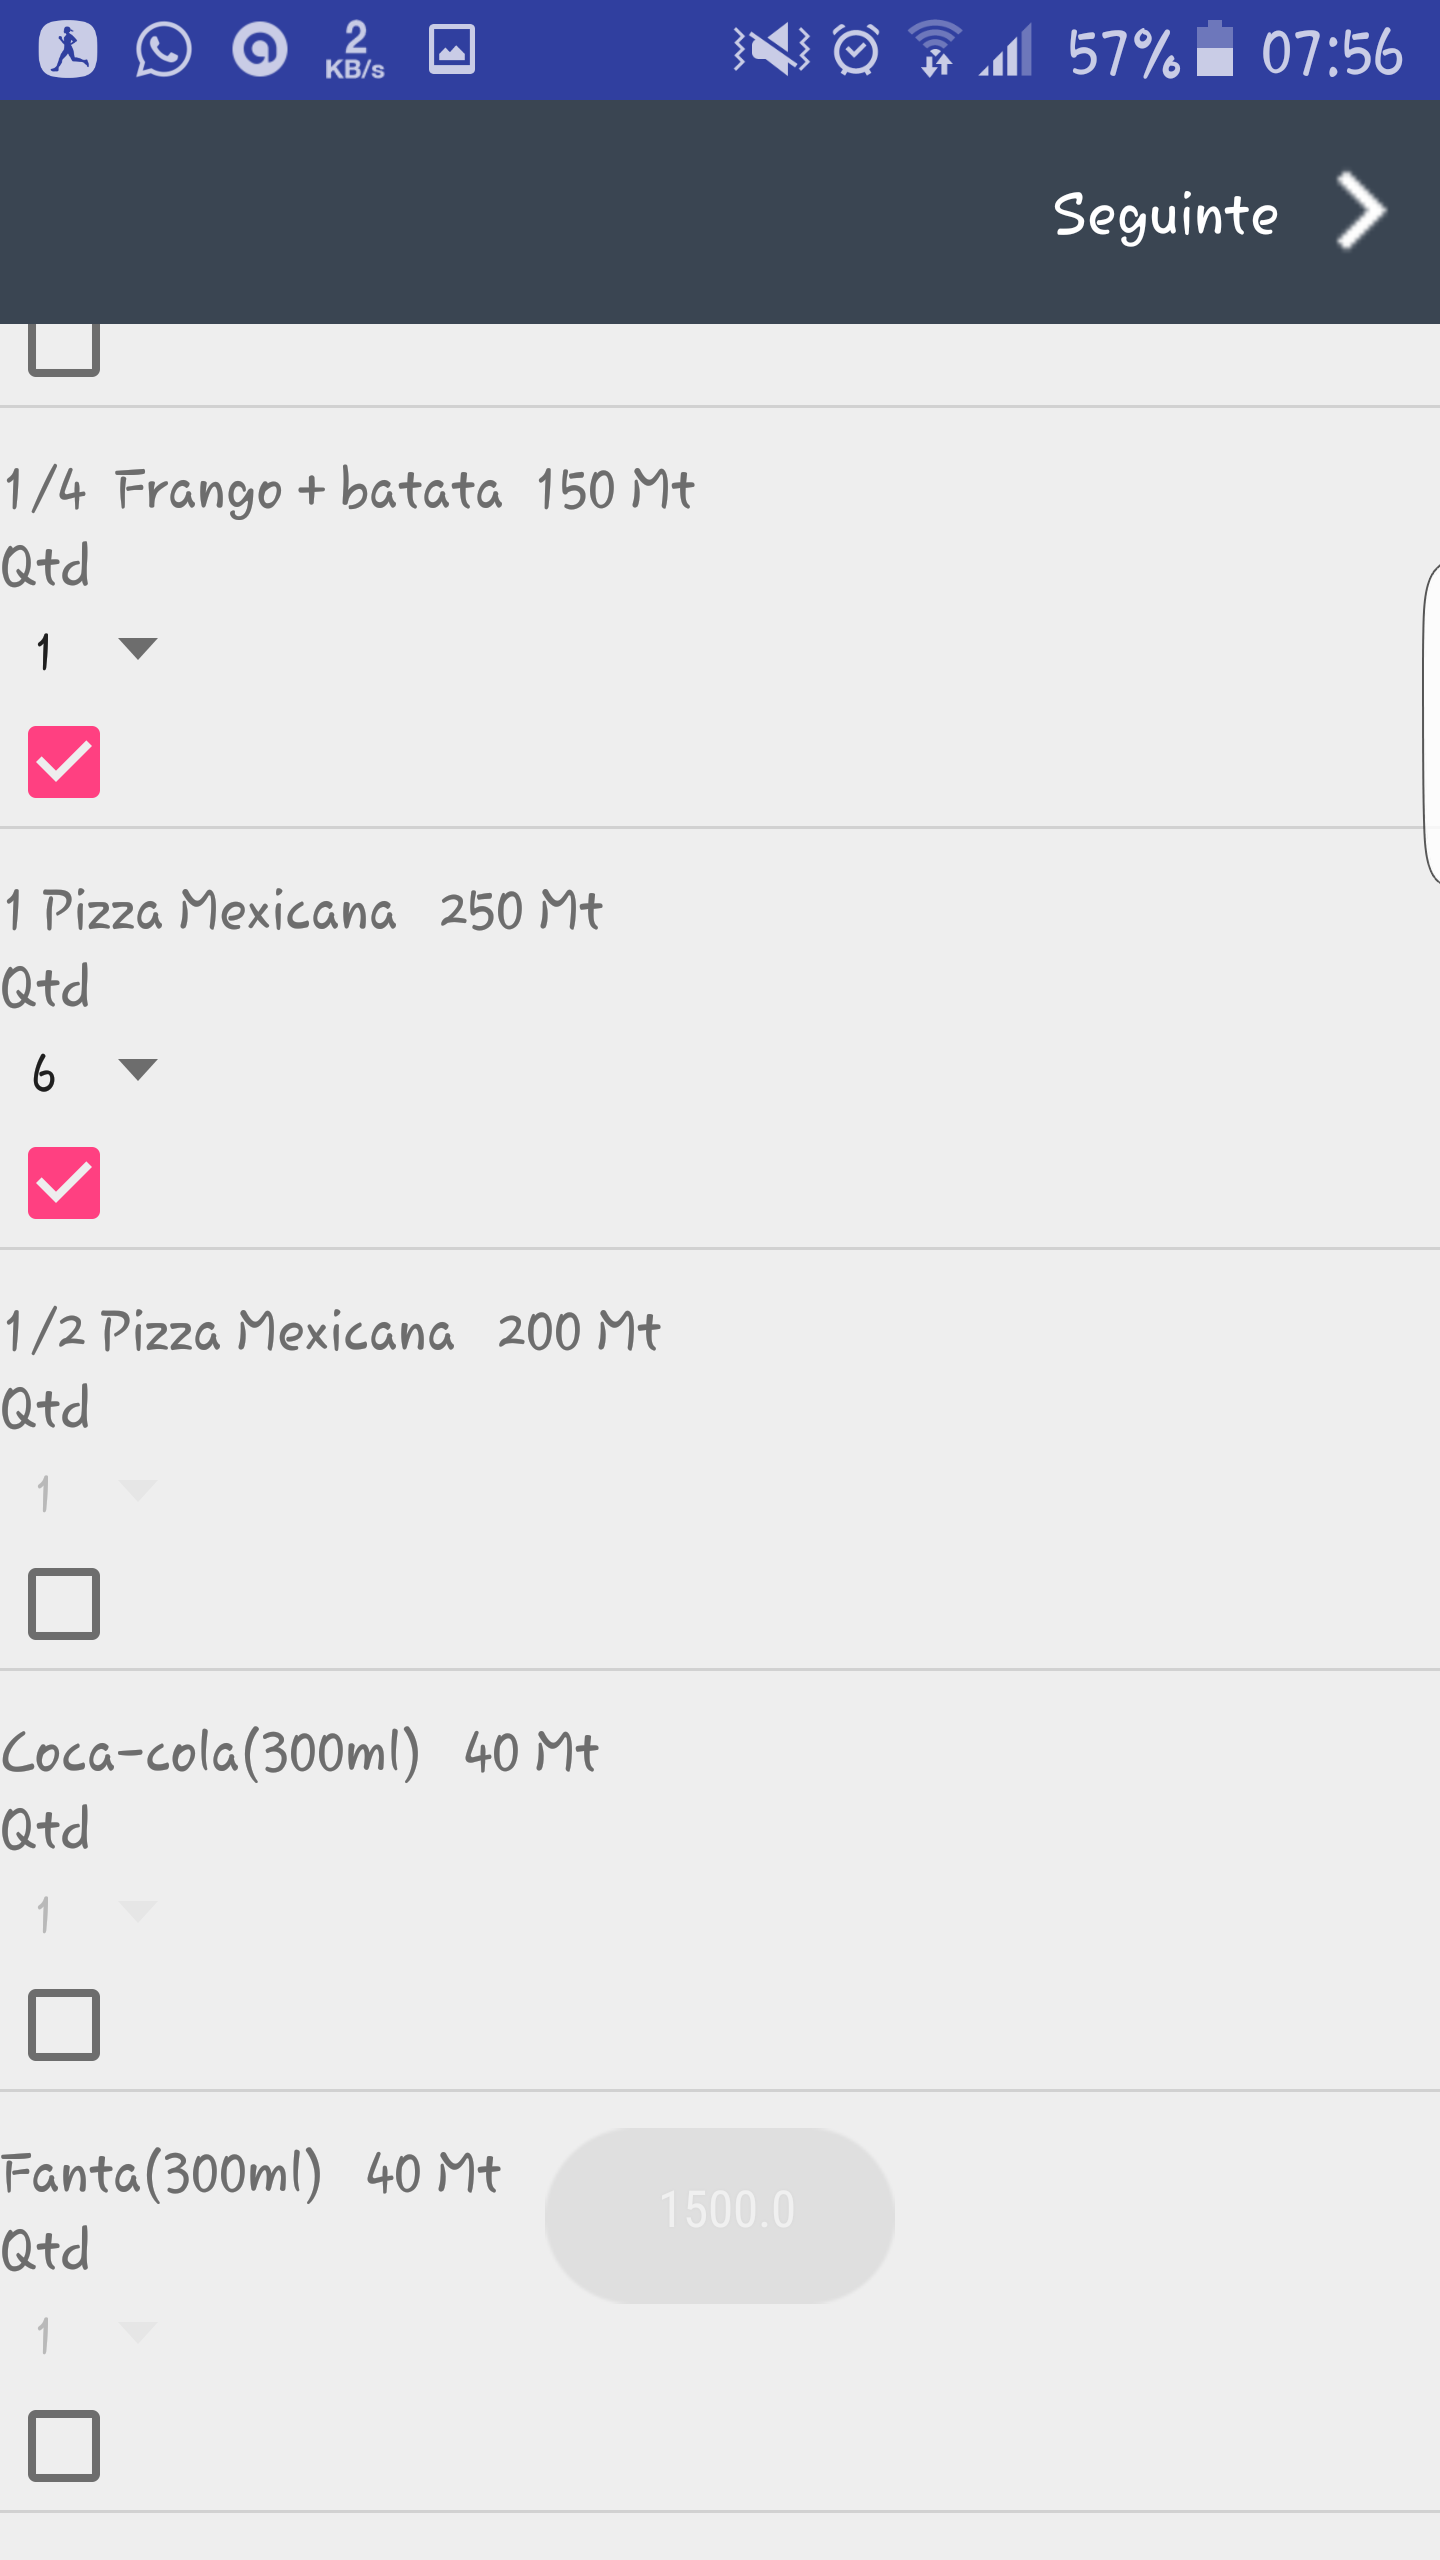 2
KB/s
57% 07:56
Seguinte
1/4 Frango + batata 150 Mt
Qtd
1
1 Pizza Mexicana 250 Mt
Qtd
6
1/2 Pizza Mexicana 200 Mt
Qtd
1
Coca-cola(300ml) 40 Mt
Qtd
1
Fanta(300ml) 40 Mt
1500.0
Qtd
1